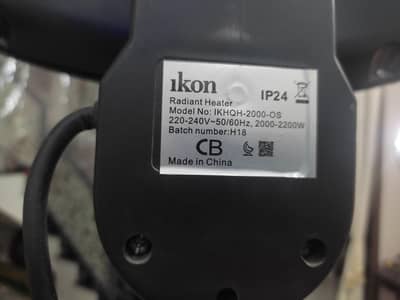 ikon
IP24
Radiant Heater
Model No: IKHQH-2000-OS
220-240V~50/60Hz, 2000-2200W
Batch number:H18
CB
Made in China